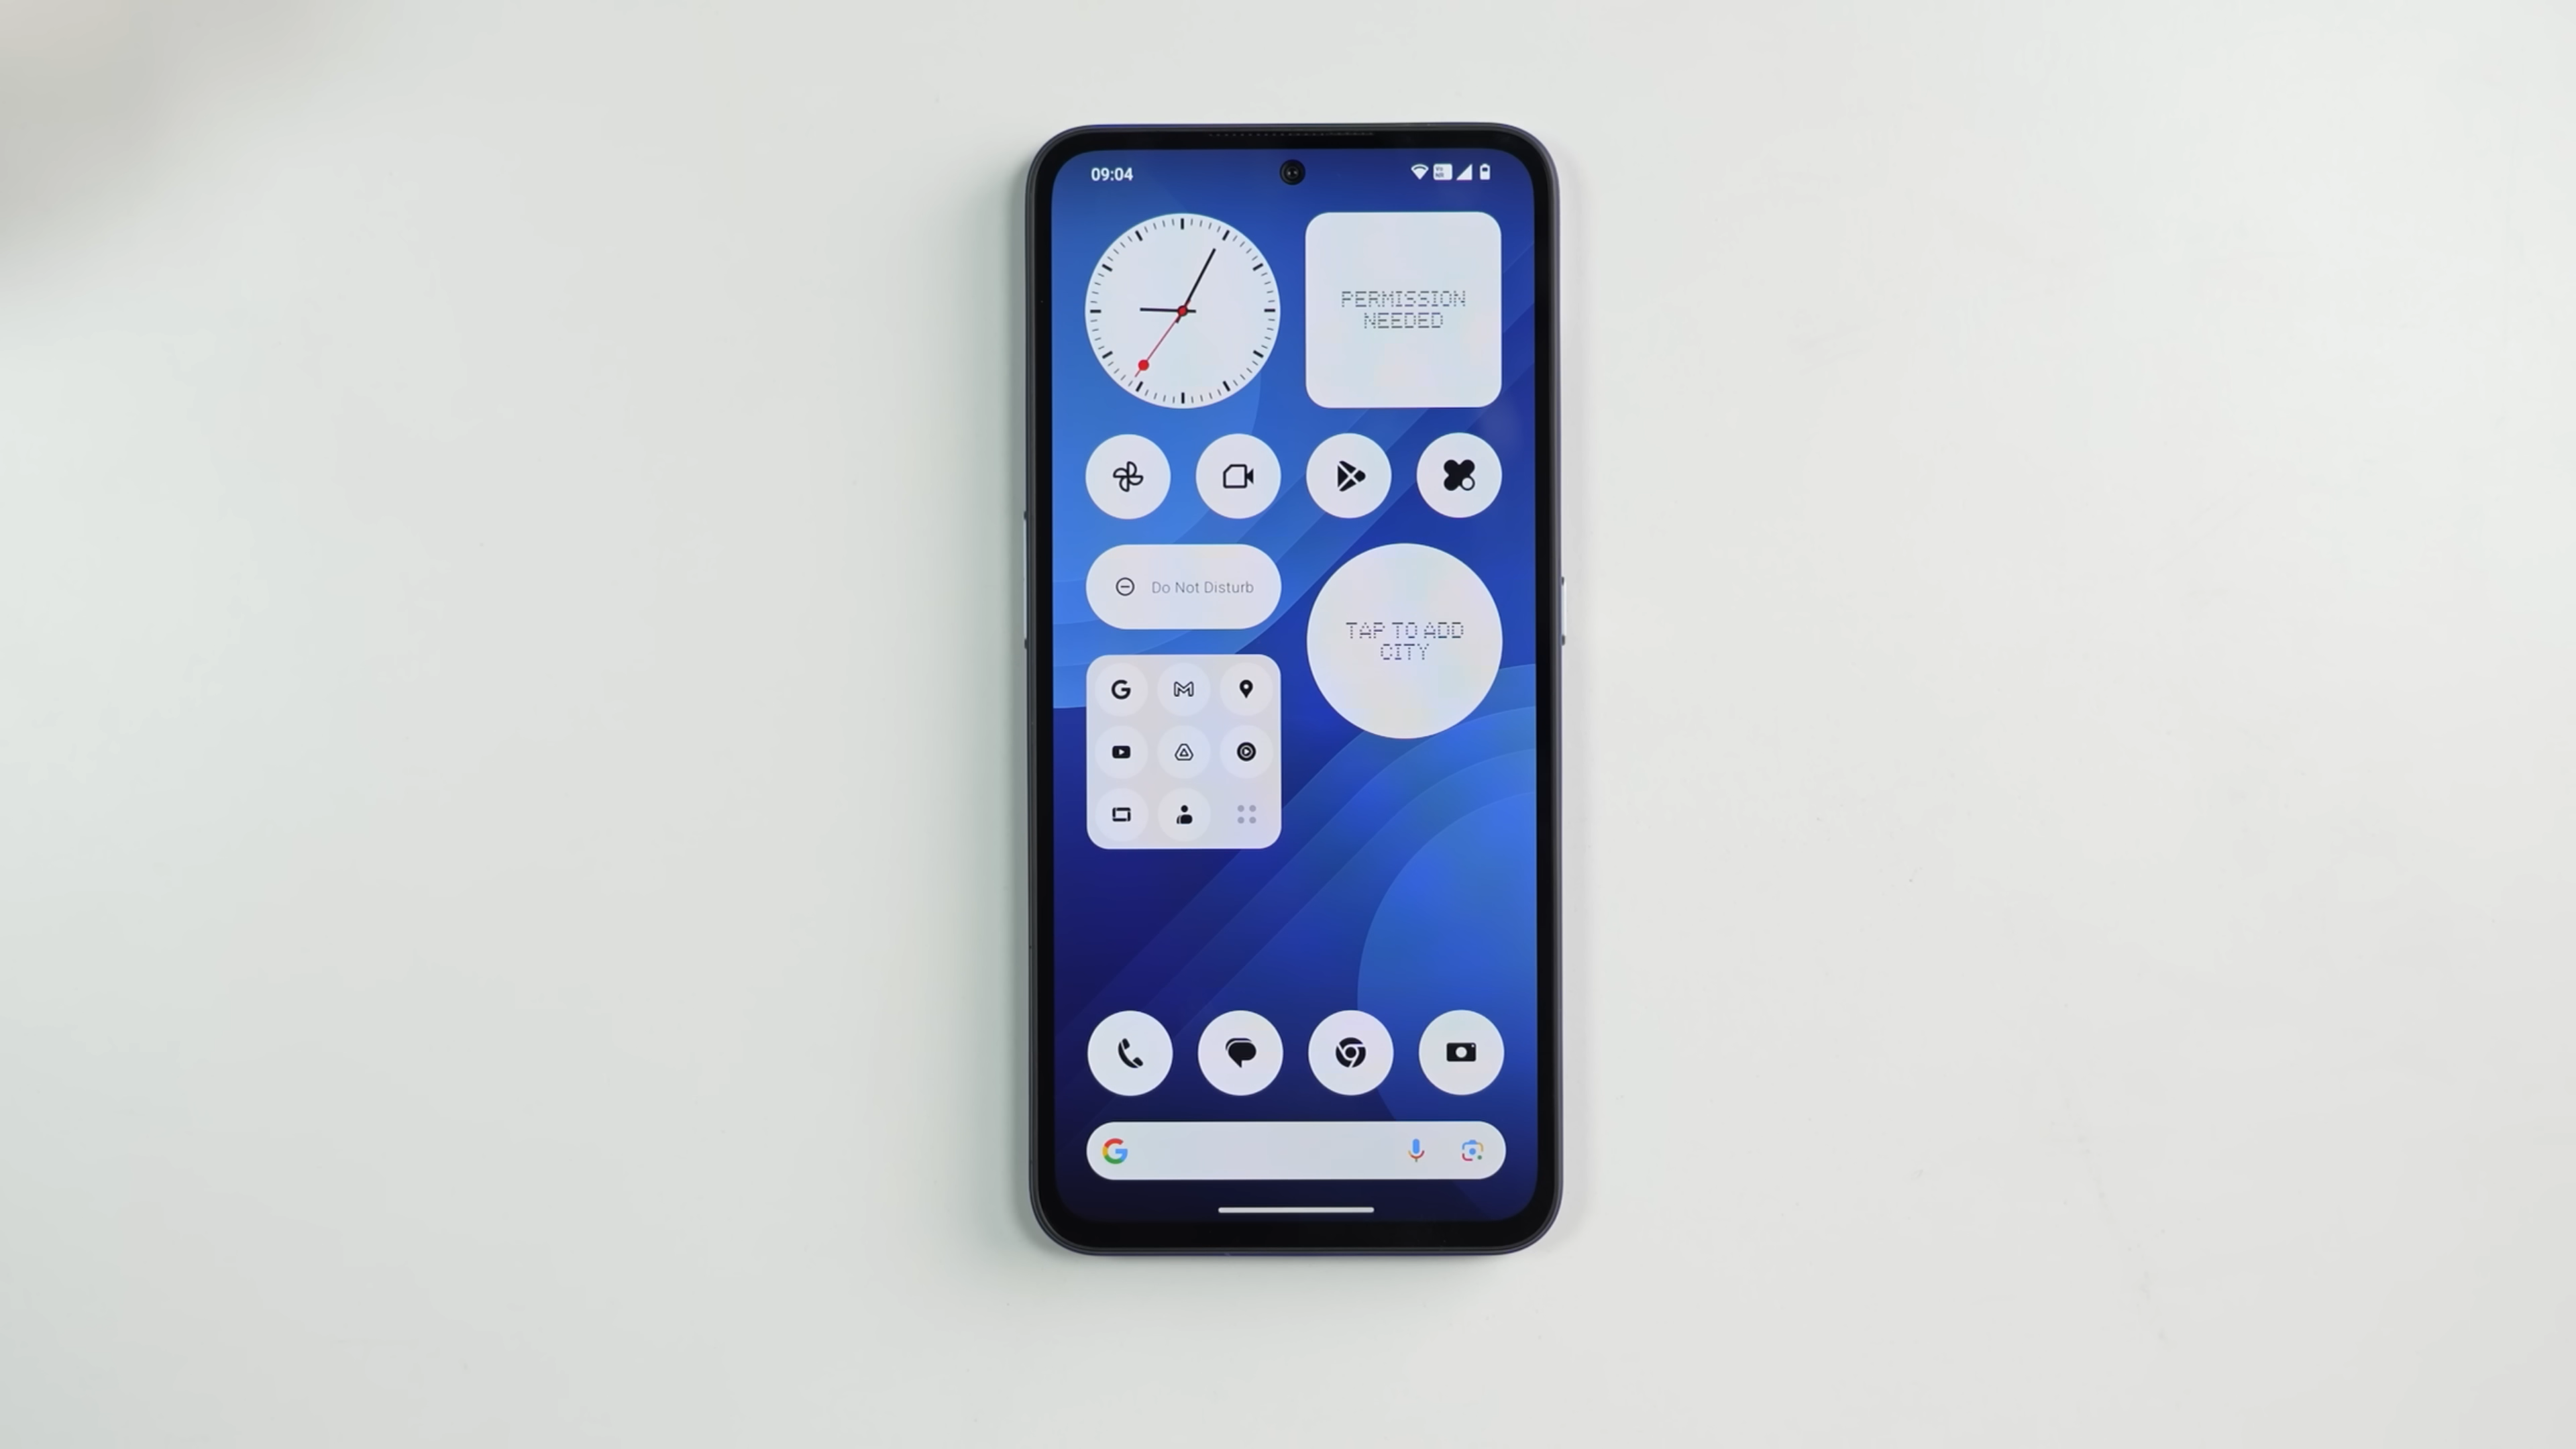 09:04
PERMISSION
NEEDED
Do Not Disturb
TAP TO ADD
CITY